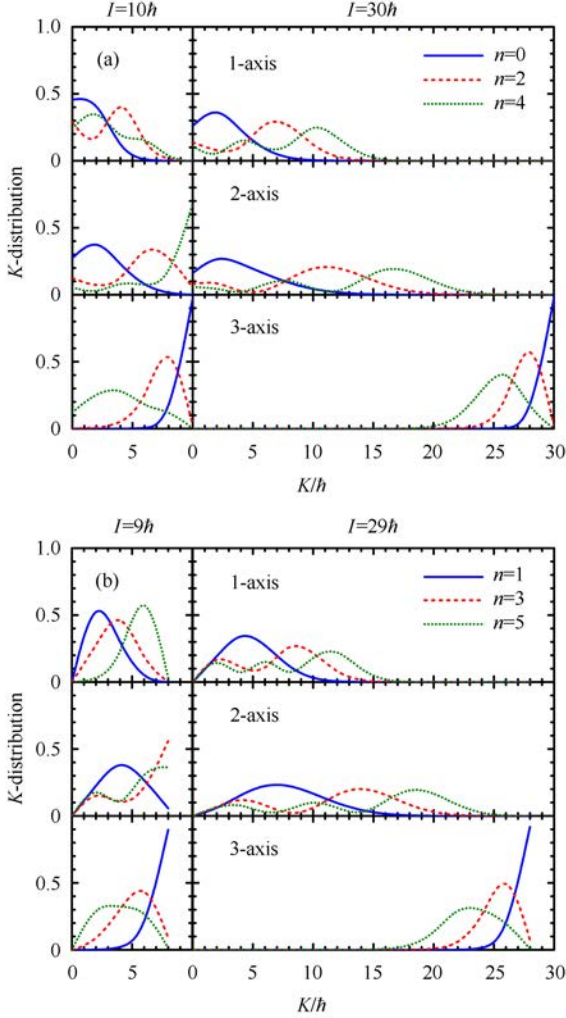 I=10ħ I=30ħ
1.0
(a) 1-axis n=0
n=2
n=4
0.5
0
2-axis
K-distribution
0.5
0
3-axis
0.5
0
0 5 0 5 10 15 20 25 30
K/ħ
I=9ħ I=29ħ
1.0
(b) 1-axis n=1
n=3
n=5
0.5
0
2-axis
K-distribution
0.5
0
3-axis
0.5
0
0 5 0 5 10 15 20 25 30
K/ħ